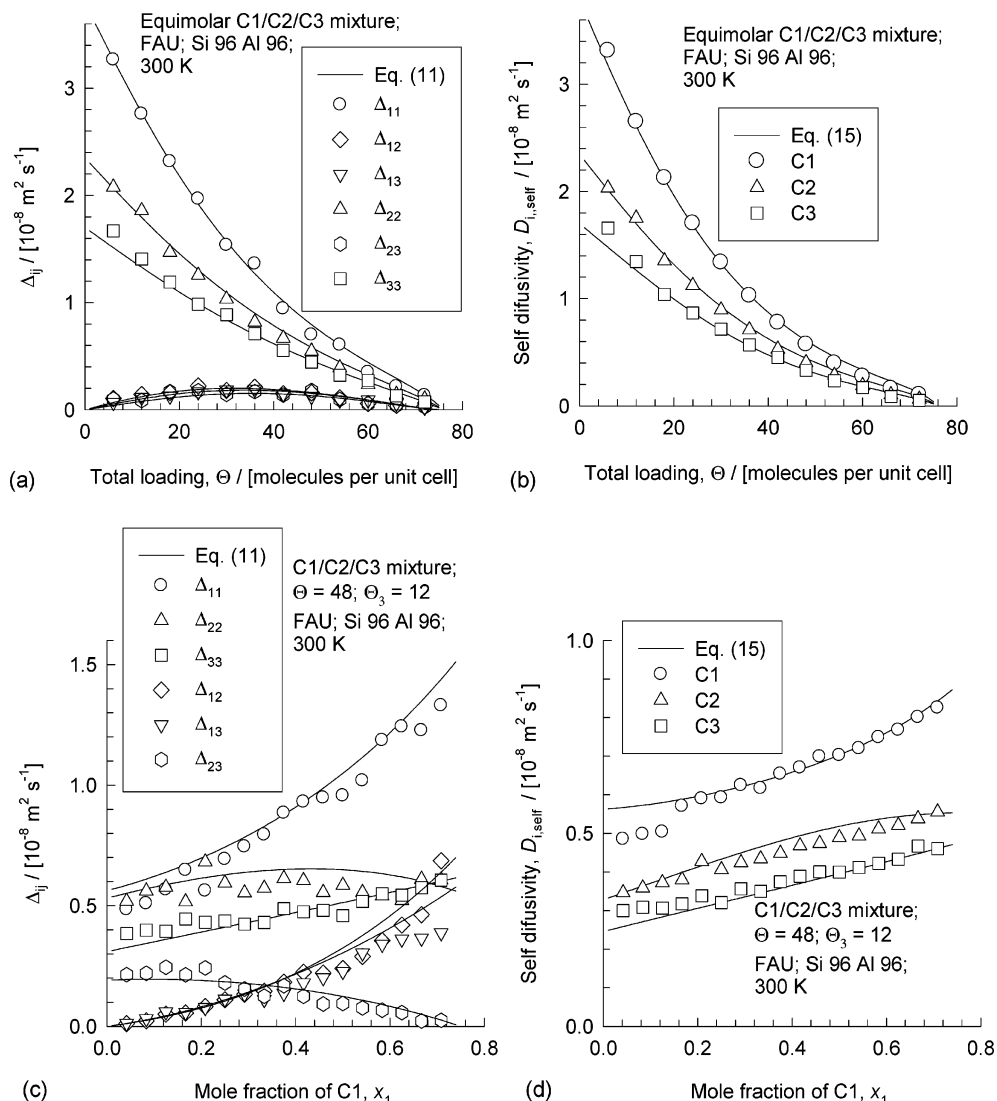 Equimolar C1/C2/C3 mixture;
FAU; Si 96 Al 96;
300 K
Eq. (11)
Δ11
Δ12
Δ13
Δ22
Δ23
Δ33
3
2
1
0
Δij / [10⁻⁸ m² s⁻¹]
0 20 40 60 80
(a) Total loading, Θ / [molecules per unit cell]
Equimolar C1/C2/C3 mixture;
FAU; Si 96 Al 96;
300 K
Eq. (15)
C1
C2
C3
3
2
1
0
Self difusivity, Di,,self / [10⁻⁸ m² s⁻¹]
0 20 40 60 80
(b) Total loading, Θ / [molecules per unit cell]
Eq. (11)
Δ11
Δ22
Δ33
Δ12
Δ13
Δ23
C1/C2/C3 mixture;
Θ = 48; Θ3 = 12
FAU; Si 96 Al 96;
300 K
1.5
1.0
0.5
0.0
Δij / [10⁻⁸ m² s⁻¹]
0.0 0.2 0.4 0.6 0.8
(c) Mole fraction of C1, x1
Eq. (15)
C1
C2
C3
1.0
0.5
0.0
Self difusivity, Di,self / [10⁻⁸ m² s⁻¹]
C1/C2/C3 mixture;
Θ = 48; Θ3 = 12
FAU; Si 96 Al 96;
300 K
0.0 0.2 0.4 0.6 0.8
(d) Mole fraction of C1, x1